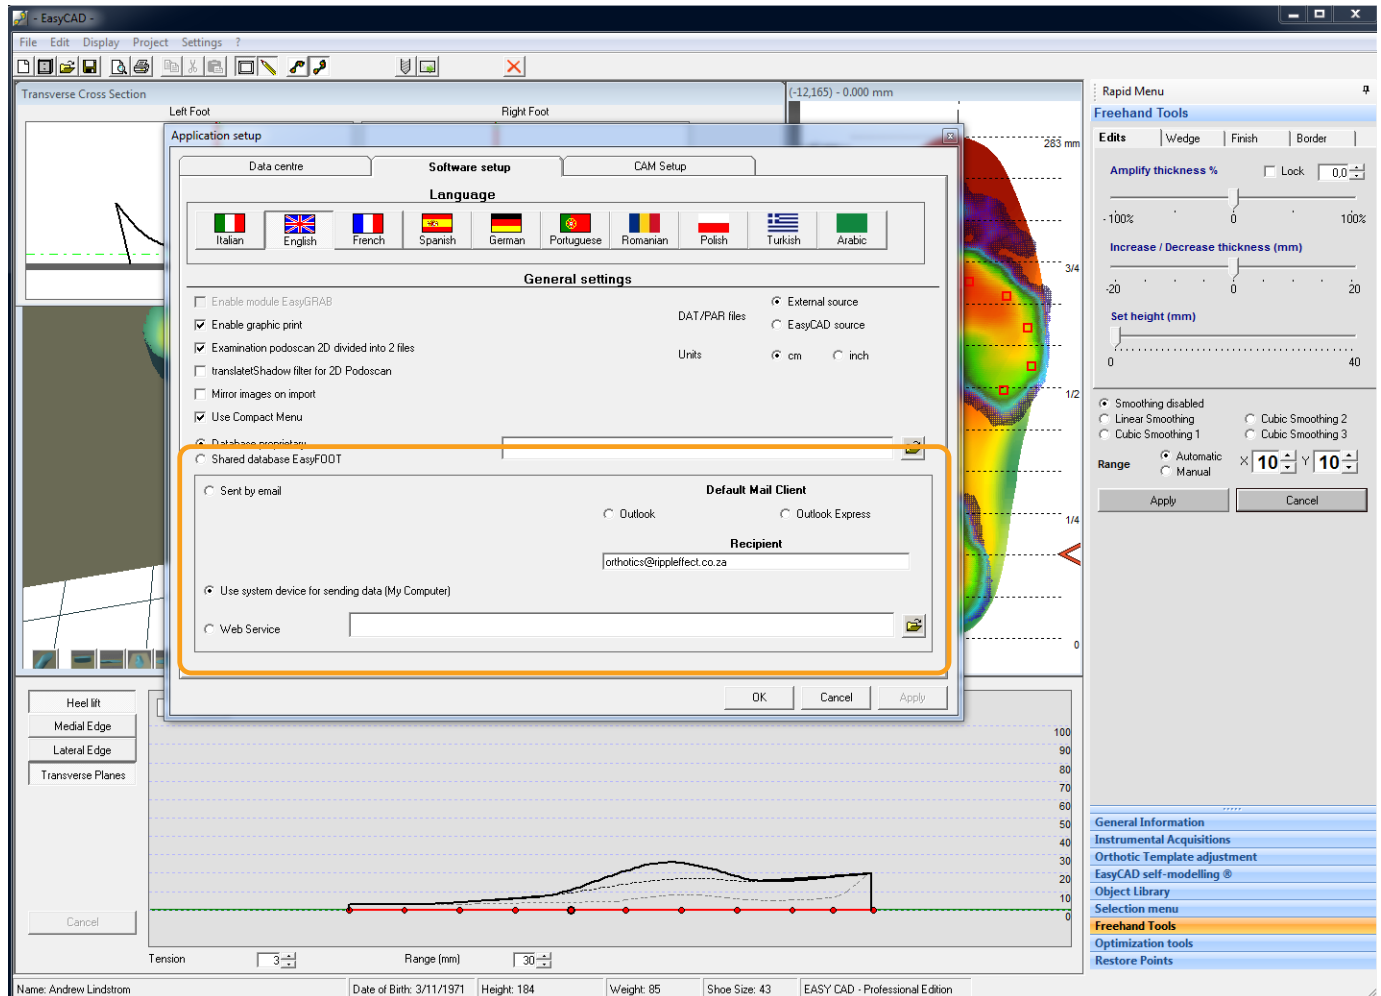 - EasyCAD -
File Edit Display Project Settings ?
Transverse Cross Section
Left Foot Right Foot
(-12,165) - 0.000 mm
283 mm
3/4
1/2
1/4
0
Application setup
Data centre Software setup CAM Setup
Language
Italian English French Spanish German Portuguese Romanian Polish Turkish Arabic
General settings
Enable module EasyGRAB
Enable graphic print
Examination podoscan 2D divided into 2 files
translatetShadow filter for 2D Podoscan
Mirror images on import
Use Compact Menu
DAT/PAR files
External source
EasyCAD source
Units cm inch
Database proprietary
Shared database EasyFOOT
Sent by email
Default Mail Client
Outlook Outlook Express
Recipient
orthotics@rippleffect.co.za
Use system device for sending data (My Computer)
Web Service
OK Cancel Apply
Rapid Menu
Freehand Tools
Edits Wedge Finish Border
Amplify thickness % Lock 0,0
- 100% 0 100%
Increase / Decrease thickness (mm)
-20 0 20
Set height (mm)
0 40
Smoothing disabled
Linear Smoothing Cubic Smoothing 2
Cubic Smoothing 1 Cubic Smoothing 3
Range Automatic X 10 Y 10
Manual
Apply Cancel
General Information
Instrumental Acquisitions
Orthotic Template adjustment
EasyCAD self-modelling ®
Object Library
Selection menu
Freehand Tools
Optimization tools
Restore Points
Heel lift
Medial Edge
Lateral Edge
Transverse Planes
Cancel
100
90
80
70
60
50
40
30
20
10
0
Tension 3 Range (mm) 30
Name: Andrew Lindstrom Date of Birth: 3/11/1971 Height: 184 Weight: 85 Shoe Size: 43 EASY CAD - Professional Edition